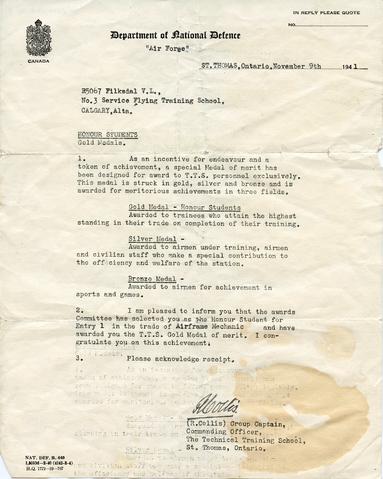 IN REPLY PLEASE QUOTE
NO.
CANADA
Department of National Defence
"Air Force"
ST.THOMAS,Ontario,November 9th 1941
R5067 Filksdal V.L.,
No.3 Service Flying Training School,
CALGARY,Alta.
HONOUR STUDENTS
Gold Medals.
1. As an incentive for endeavour and a
token of achievement, a special Medal of merit has
been designed for award to T.T.S. personnel exclusively.
This medal is struck in gold, silver and bronze and is
awarded for meritorious achievements in three fields.
Gold Medal - Honour Students
Awarded to trainees who attain the highest
standing in their trade on completion of their training.
Silver Medal -
Awarded to airmen under training, airmen
and civilian staff who make a special contribution to
the efficiency and welfare of the station.
Bronze Medal -
Awarded to airmen for achievement in
sports and games.
2. I am pleased to inform you that the awards
Committee has selected you as the Honour Student for
Entry 1 in the trade of Airframe Mechanic and have
awarded you the T.T.S. Gold Medal of merit. I con-
gratulate you on this achievement.
3. Please acknowledge receipt.
R Collis
(R.Collis) Group Captain,
Commanding Officer,
The Technical Training School,
St. Thomas, Ontario.
NAT. DEF. B. 440